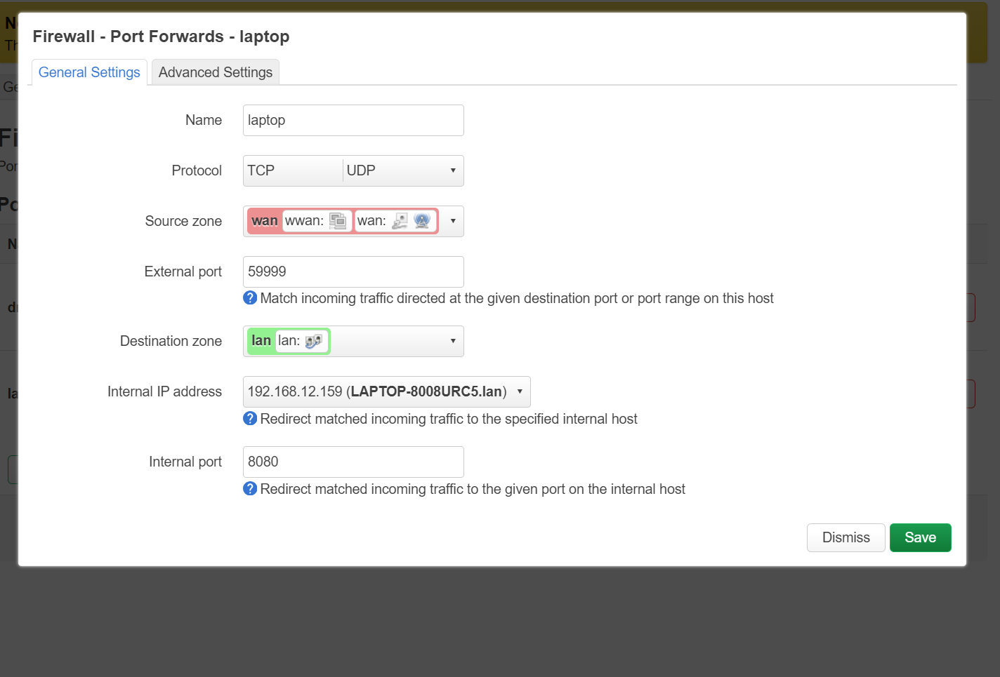 Firewall - Port Forwards - laptop
General Settings
Advanced Settings
Name
laptop
Protocol
TCP
UDP
Source zone
wan wwan: wan:
External port
59999
Match incoming traffic directed at the given destination port or port range on this host
Destination zone
lan lan:
Internal IP address
192.168.12.159 (LAPTOP-8008URC5.lan)
Redirect matched incoming traffic to the specified internal host
Internal port
8080
Redirect matched incoming traffic to the given port on the internal host
Dismiss
Save